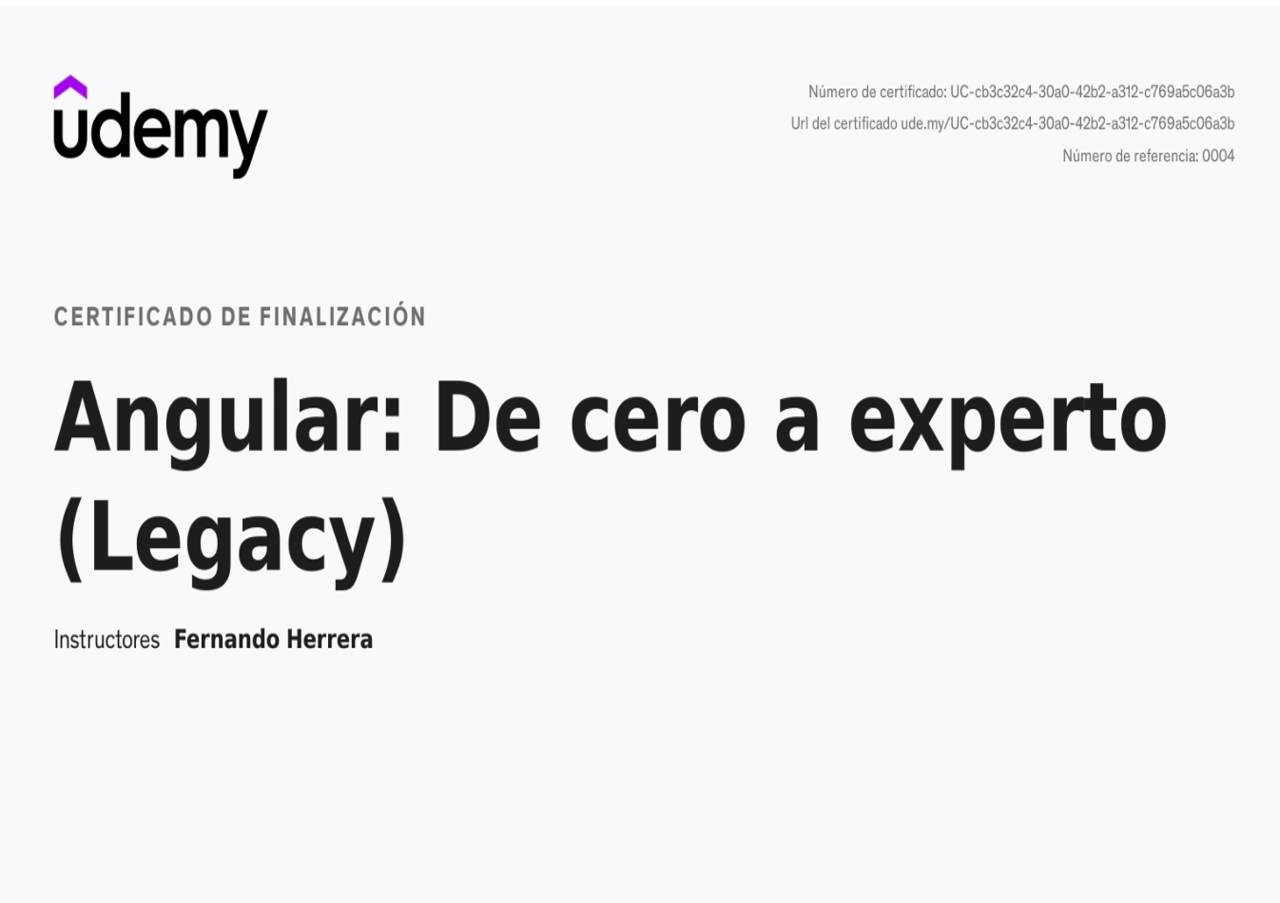 udemy
Número de certificado: UC-cb3c32c4-30a0-42b2-a312-c769a5c06a3b
Url del certificado ude.my/UC-cb3c32c4-30a0-42b2-a312-c769a5c06a3b
Número de referencia: 0004
CERTIFICADO DE FINALIZACIÓN
Angular: De cero a experto
(Legacy)
Instructores Fernando Herrera